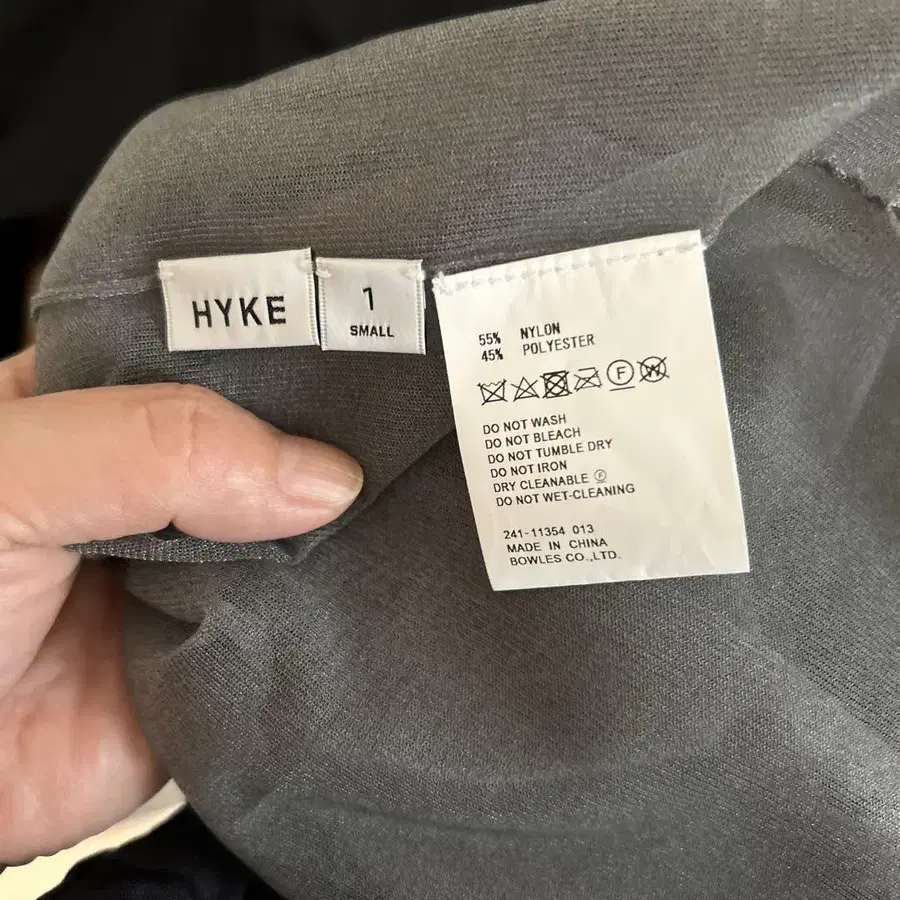 HYKE
1
SMALL
55% NYLON
45% POLYESTER
F W
DO NOT WASH
DO NOT BLEACH
DO NOT TUMBLE DRY
DO NOT IRON
DRY CLEANABLE Ⓕ
DO NOT WET-CLEANING
241-11354 013
MADE IN CHINA
BOWLES CO.,LTD.